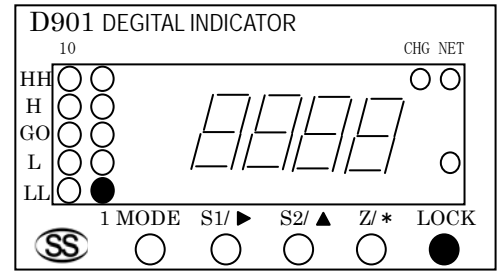 D901 DEGITAL INDICATOR
10 CHG NET
HH
H
GO
L
LL
1 MODE S1/ ▶ S2/ ▲ Z/ * LOCK
SS